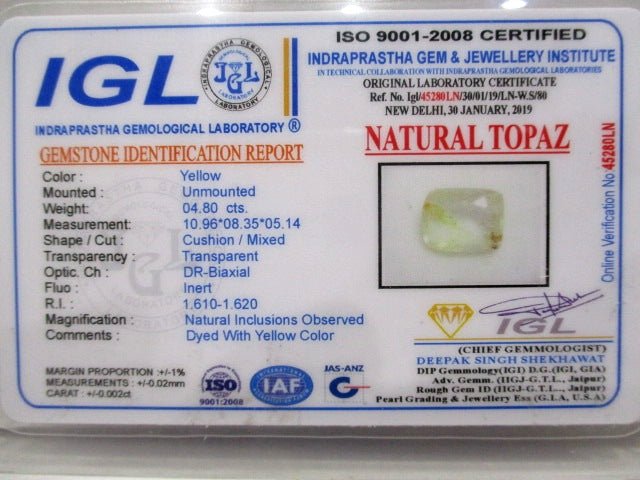 IGL
INDRAPRASTHA GEMOLOGICAL LABORATORY
JGL
INDRAPRASTHA GEMOLOGICAL LABORATORY ®
GEMSTONE IDENTIFICATION REPORT
Color : Yellow
Mounted : Unmounted
Weight: 04.80 cts.
Measurement: 10.96*08.35*05.14
Shape / Cut : Cushion / Mixed
Transparency : Transparent
Optic. Ch : DR-Biaxial
Fluo : Inert
R.I. : 1.610-1.620
Magnification : Natural Inclusions Observed
Comments : Dyed With Yellow Color
MARGIN PROPORTION :+/-1%
MEASUREMENTS : +/-0.02mm
CARAT : +/-0.002ct
ISO
9001:2008
IAF
JAS-ANZ
ISO 9001-2008 CERTIFIED
INDRAPRASTHA GEM & JEWELLERY INSTITUTE
IN TECHNICAL COLLABORATION WITH INDRAPRASTHA GEMOLOGICAL LABORATORIES
ORIGINAL LABORATORY CERTIFICATE
Ref. No. Igl/45280LN/30/01/19/LN-W.S/80
NEW DELHI, 30 JANUARY, 2019
NATURAL TOPAZ
Online Verification No 45280LN
IGL
(CHIEF GEMMOLOGIST)
DEEPAK SINGH SHEKHAWAT
DIP Gemmology(IGI) D.G.(IGI, GIA)
Adv. Gemm. (IIGJ-G.T.L., Jaipur)
Rough Gem ID (IIGJ-G.T.L.., Jaipur)
Pearl Grading & Jewellery Ess (G.I.A, U.S.A)